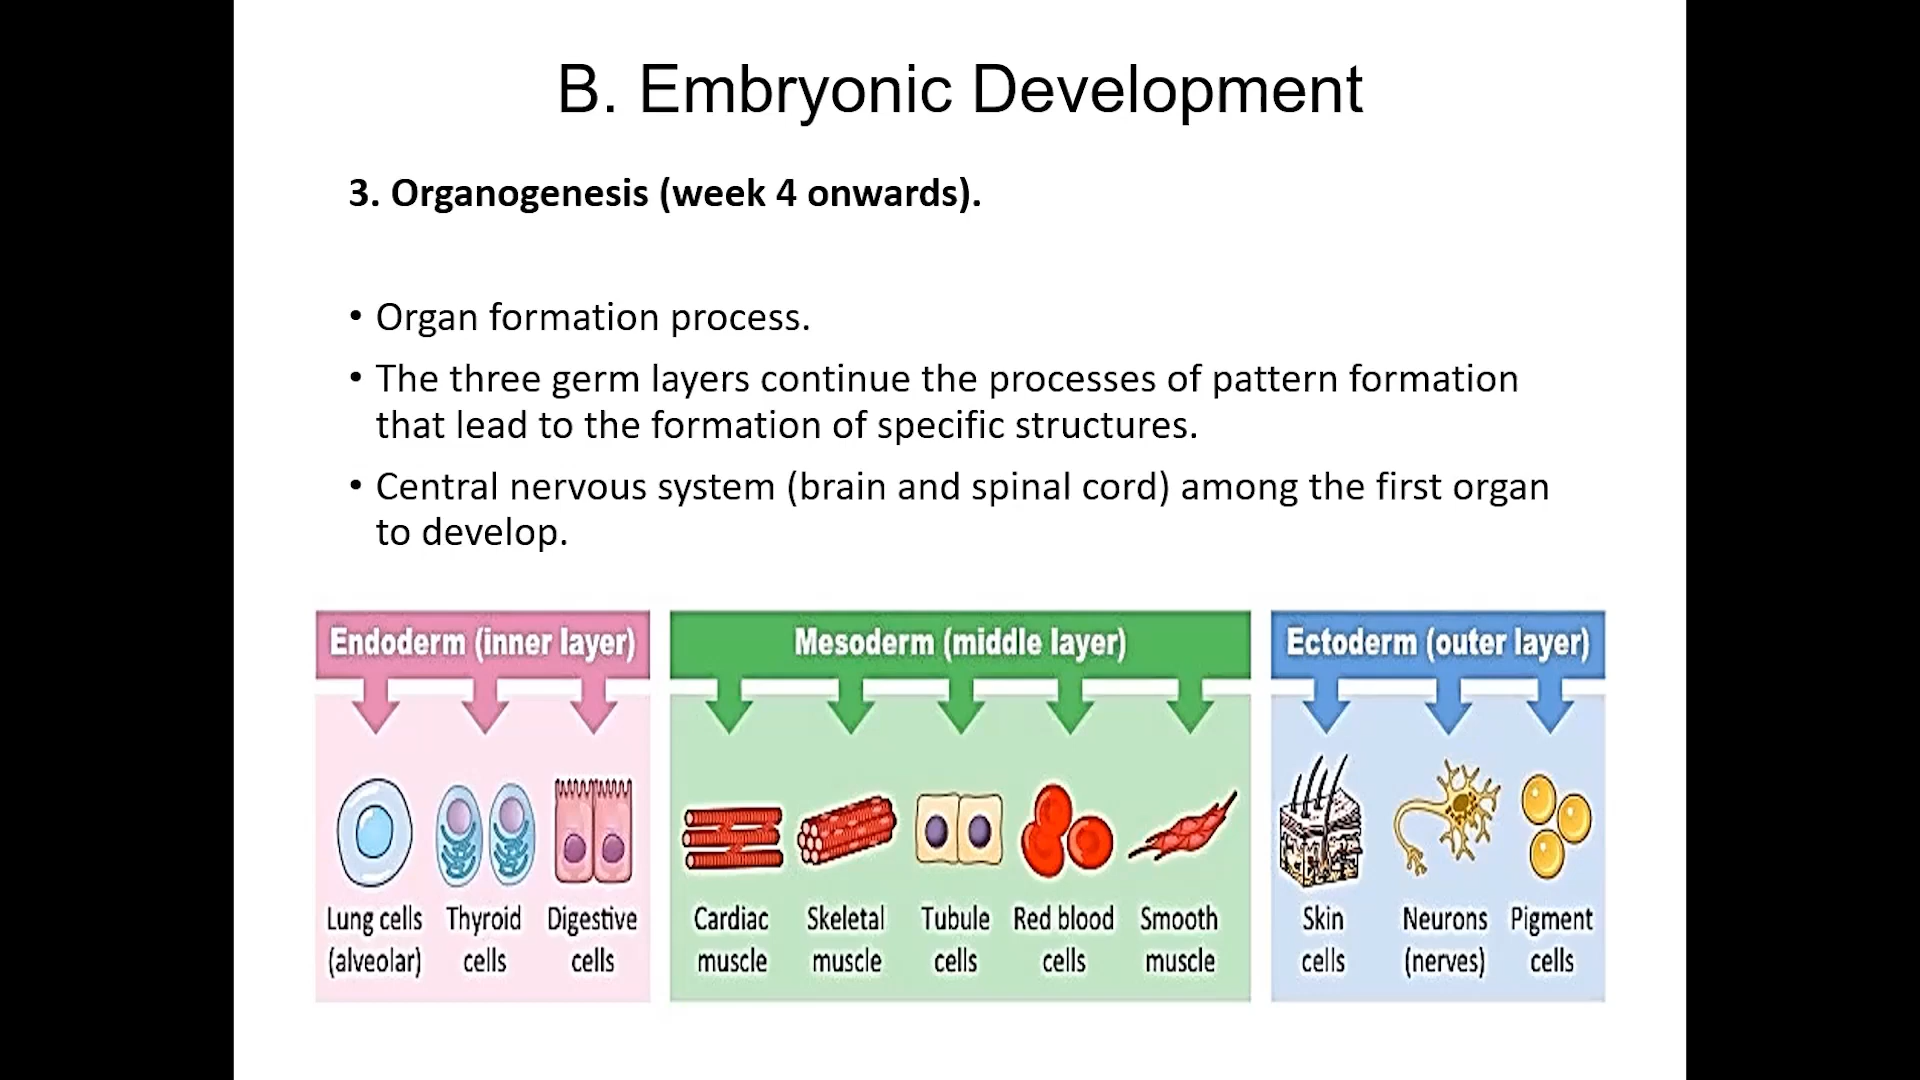 B. Embryonic Development
3. Organogenesis (week 4 onwards).
• Organ formation process.
• The three germ layers continue the processes of pattern formation
that lead to the formation of specific structures.
• Central nervous system (brain and spinal cord) among the first organ
to develop.
Endoderm (inner layer)
Lung cells
(alveolar)
Thyroid
cells
Digestive
cells
Mesoderm (middle layer)
Cardiac
muscle
Skeletal
muscle
Tubule
cells
Red blood
cells
Smooth
muscle
Ectoderm (outer layer)
Skin
cells
Neurons
(nerves)
Pigment
cells